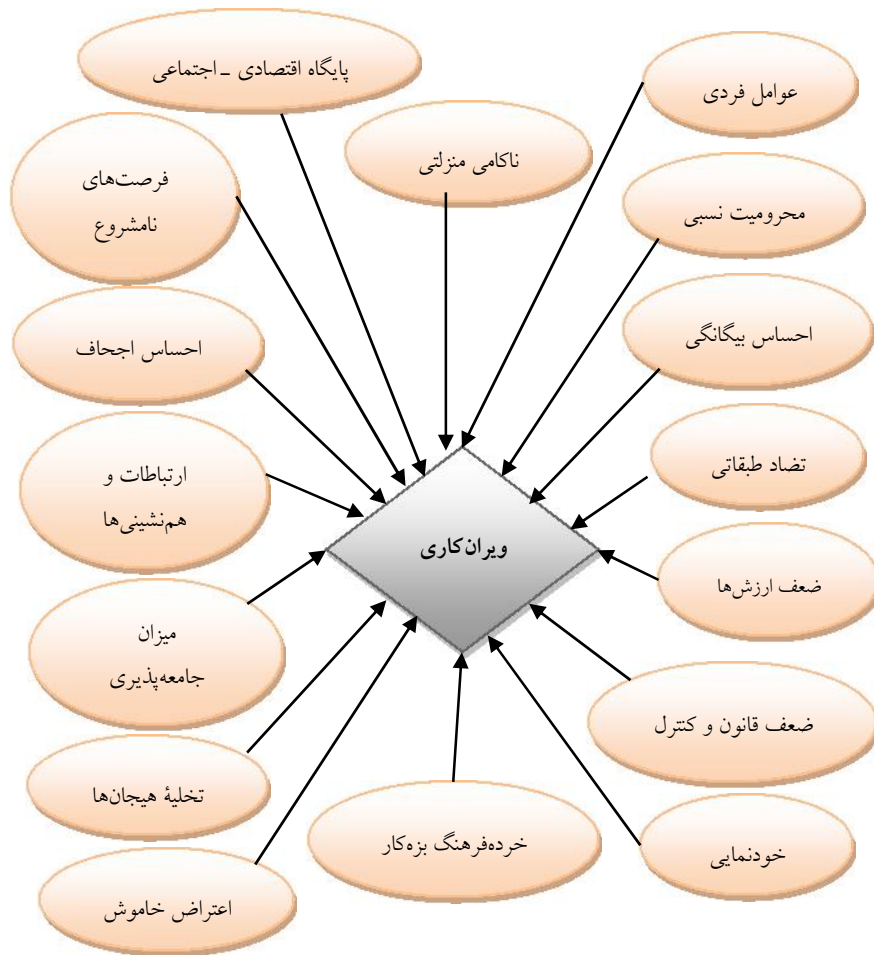 پایگاه اقتصادی ـ اجتماعی
عوامل فردی
ناکامی منزلتی
فرصت‌های
نامشروع
محرومیت نسبی
احساس اجحاف
احساس بیگانگی
ارتباطات و
هم‌نشینی‌ها
تضاد طبقاتی
ویران‌کاری
ضعف ارزش‌ها
میزان
جامعه‌پذیری
ضعف قانون و کنترل
تخلیهٔ هیجان‌ها
خرده‌فرهنگ بزه‌کار
خودنمایی
اعتراض خاموش